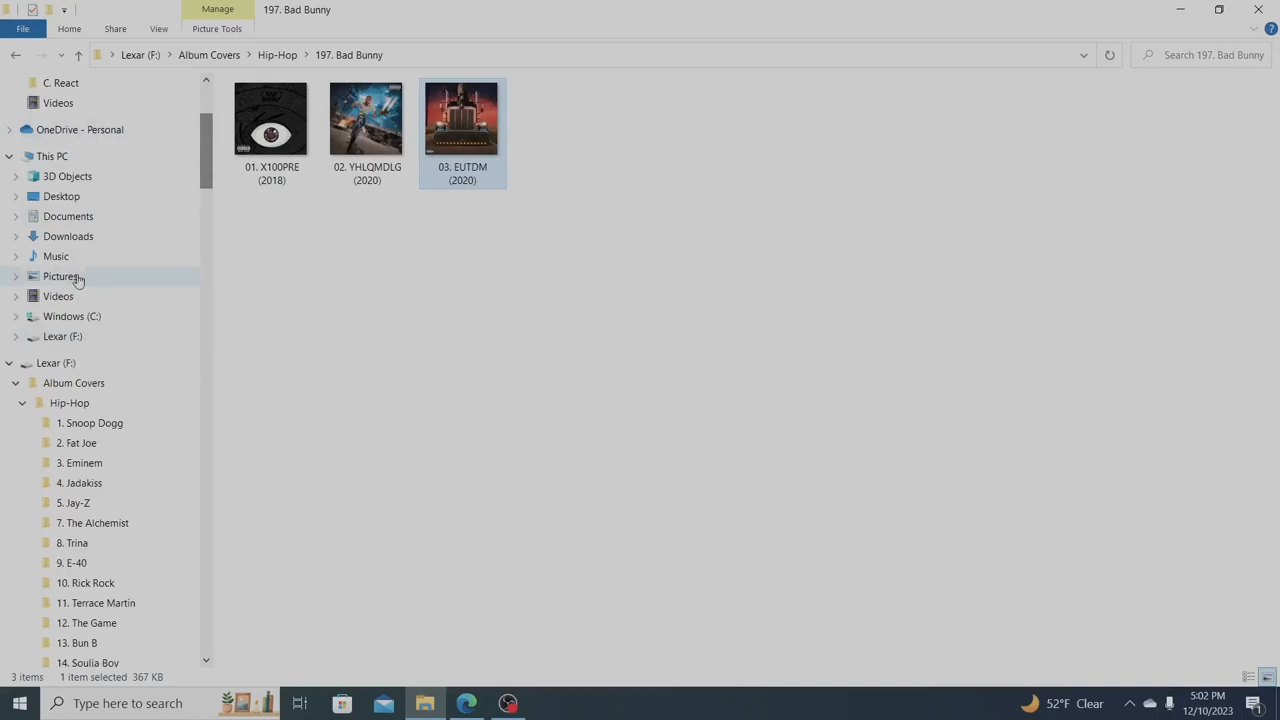 Manage
197. Bad Bunny
File
Home
Share
View
Picture Tools
Lexar (F:)
Album Covers
Hip-Hop
197. Bad Bunny
Search 197. Bad Bunny
C. React
Videos
OneDrive - Personal
This PC
3D Objects
Desktop
Documents
Downloads
Music
Pictures
Videos
Windows (C:)
Lexar (F:)
Lexar (F:)
Album Covers
Hip-Hop
1. Snoop Dogg
2. Fat Joe
3. Eminem
4. Jadakiss
5. Jay-Z
7. The Alchemist
8. Trina
9. E-40
10. Rick Rock
11. Terrace Martin
12. The Game
13. Bun B
14. Soulja Boy
01. X100PRE
(2018)
02. YHLQMDLG
(2020)
03. EUTDM
(2020)
3 items
1 item selected 367 KB
Type here to search
52°F Clear
5:02 PM
12/10/2023
1